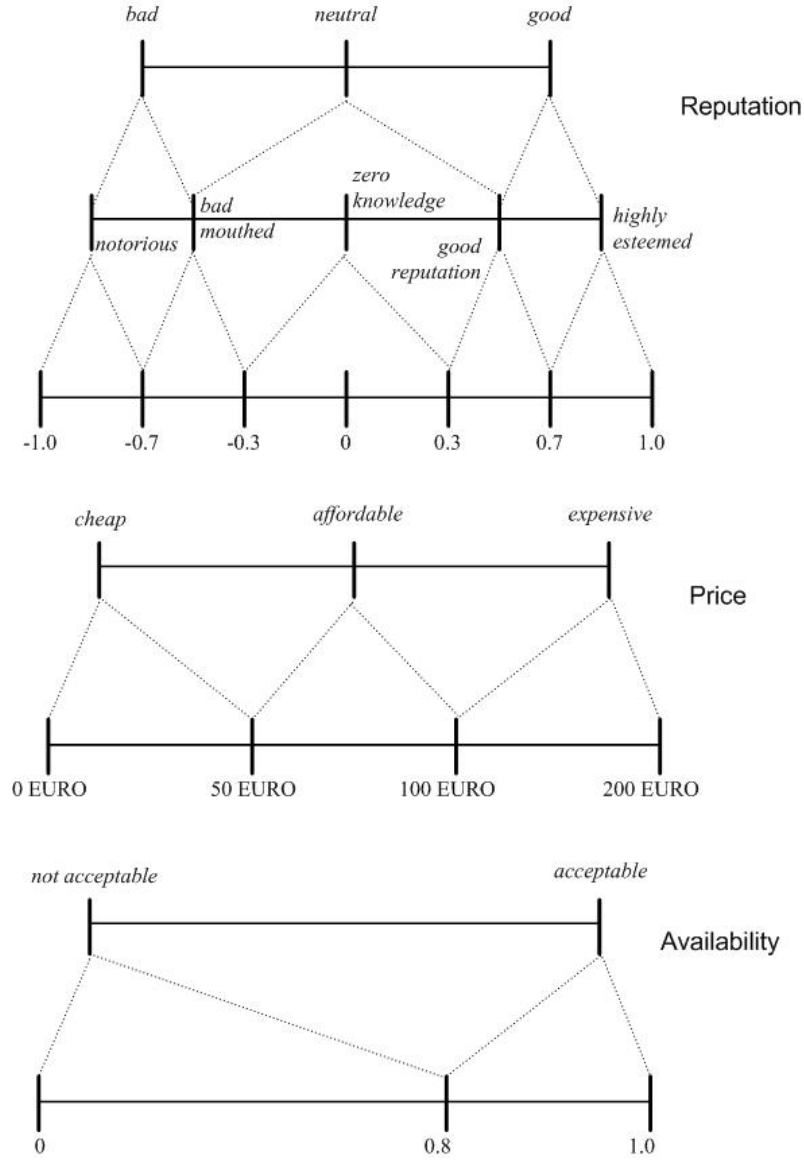 bad neutral good
Reputation
zero
knowledge
bad
mouthed
highly
esteemed
notorious
good
reputation
-1.0 -0.7 -0.3 0 0.3 0.7 1.0
cheap affordable expensive
Price
0 EURO 50 EURO 100 EURO 200 EURO
not acceptable acceptable
Availability
0 0.8 1.0